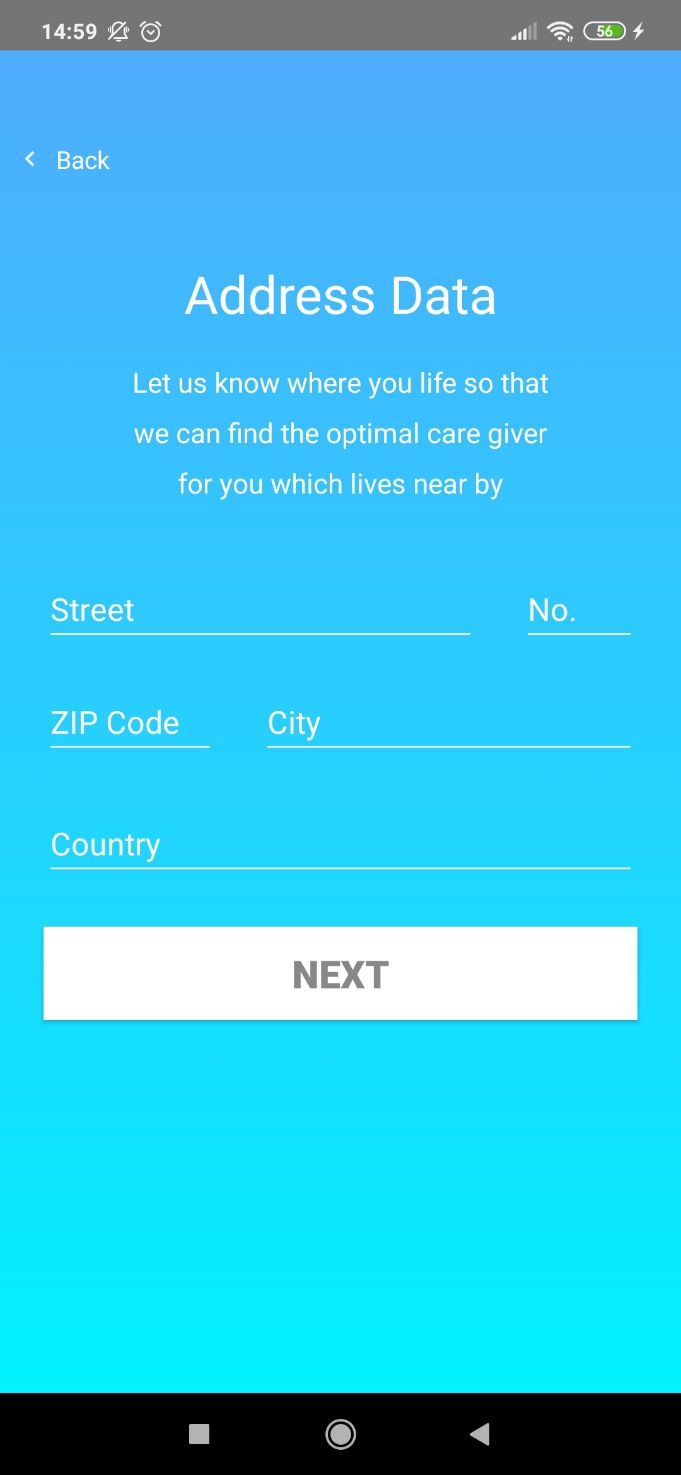 14:59
56
Back
Address Data
Let us know where you life so that
we can find the optimal care giver
for you which lives near by
Street No.
ZIP Code City
Country
NEXT